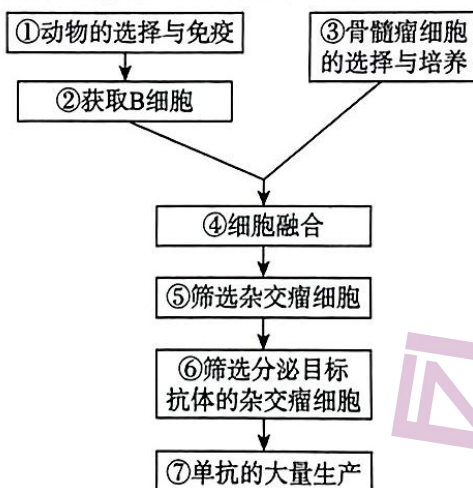 ①动物的选择与免疫
③骨髓瘤细胞
的选择与培养
②获取B细胞
④细胞融合
⑤筛选杂交瘤细胞
⑥筛选分泌目标
抗体的杂交瘤细胞
⑦单抗的大量生产